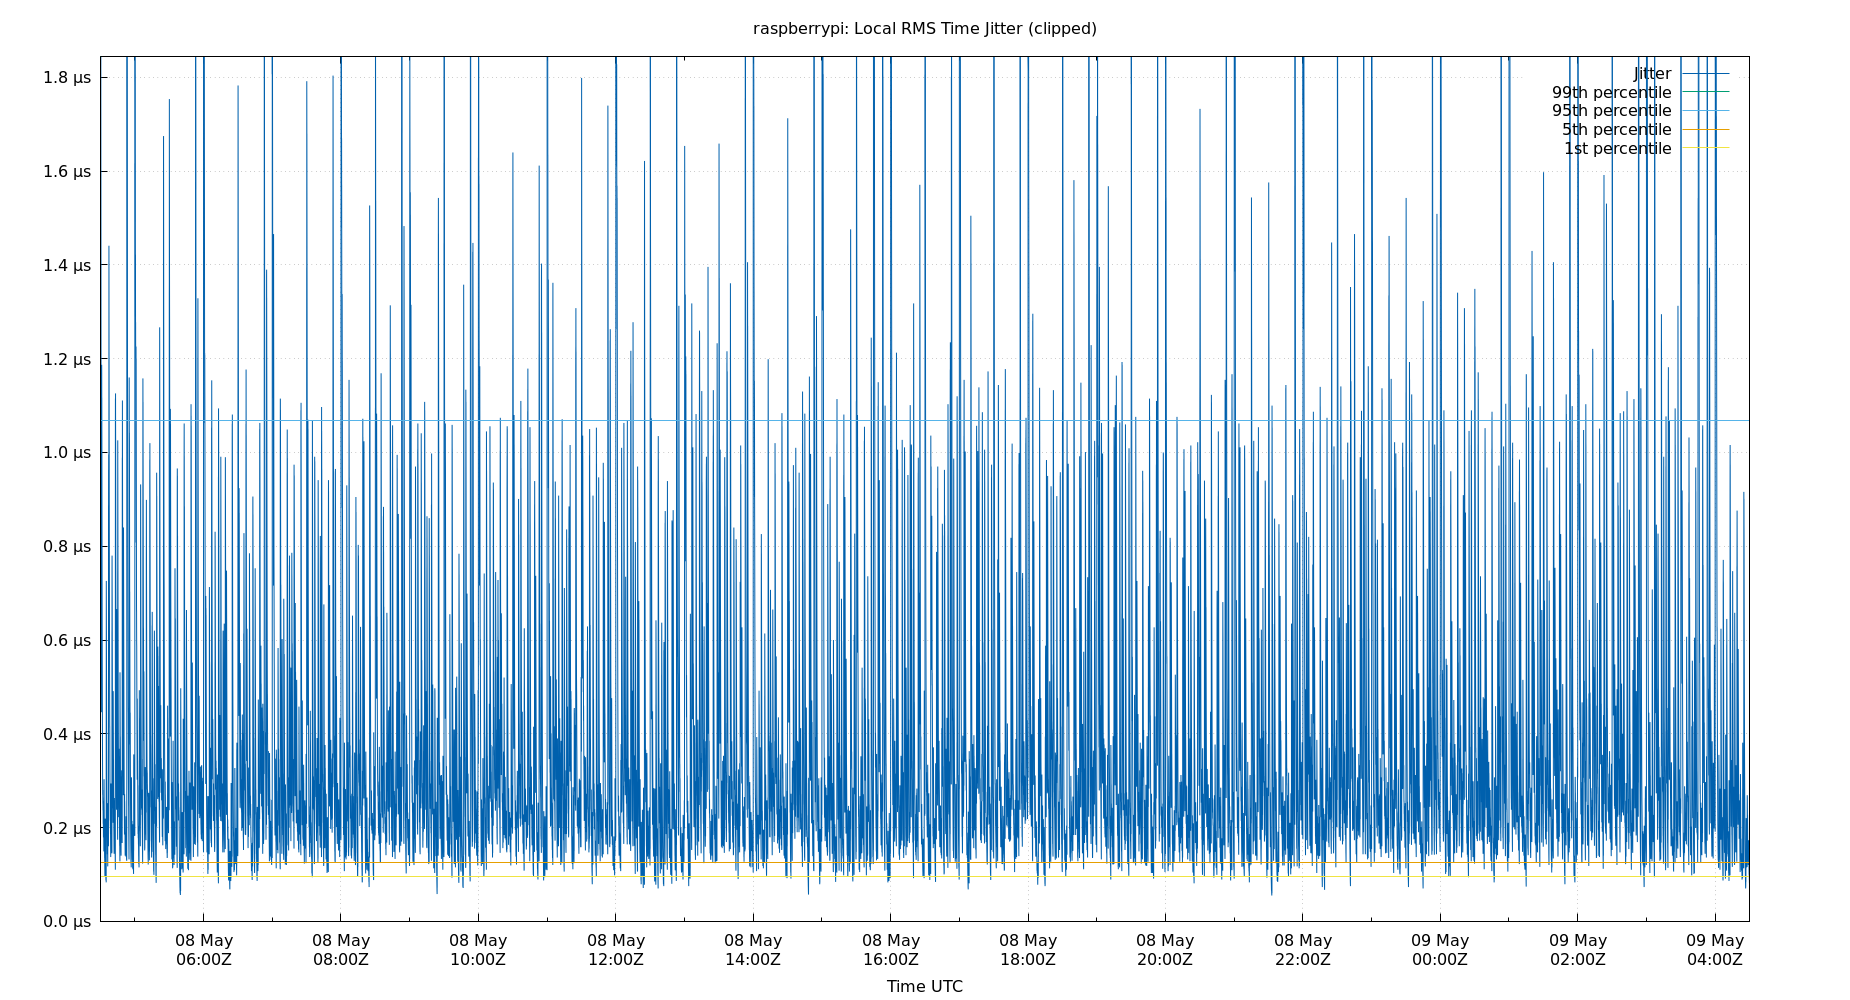 raspberrypi: Local RMS Time Jitter (clipped)
1.8 μs
1.6 μs
1.4 μs
1.2 μs
1.0 μs
0.8 μs
0.6 μs
0.4 μs
0.2 μs
0.0 μs
Jitter
99th percentile
95th percentile
5th percentile
1st percentile
08 May 08 May 08 May 08 May 08 May 08 May 08 May 08 May 08 May 09 May 09 May 09 May
06:00Z 08:00Z 10:00Z 12:00Z 14:00Z 16:00Z 18:00Z 20:00Z 22:00Z 00:00Z 02:00Z 04:00Z
Time UTC